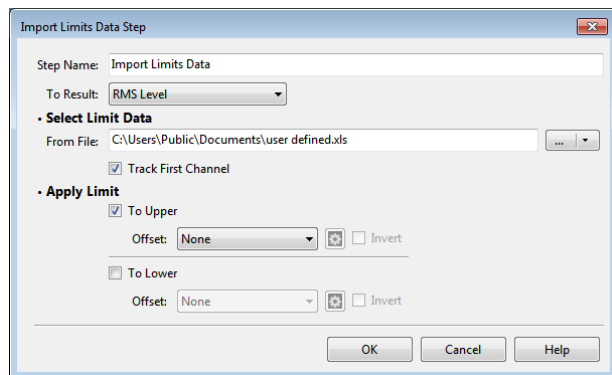 Import Limits Data Step
Step Name: Import Limits Data
To Result: RMS Level
• Select Limit Data
From File: C:\Users\Public\Documents\user defined.xls ...
Track First Channel
• Apply Limit
To Upper
Offset: None Invert
To Lower
Offset: None Invert
OK Cancel Help